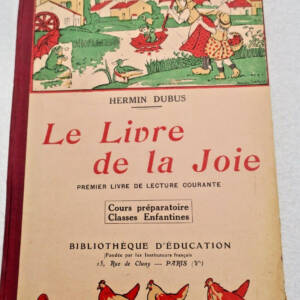 HERMIN DUBUS
Le Livre
de la Joie
PREMIER LIVRE DE LECTURE COURANTE
Cours préparatoire
Classes Enfantines
BIBLIOTHÈQUE D'ÉDUCATION
(Fondée par les Instituteurs français)
15, Rue de Cluny — PARIS (Vᵉ)